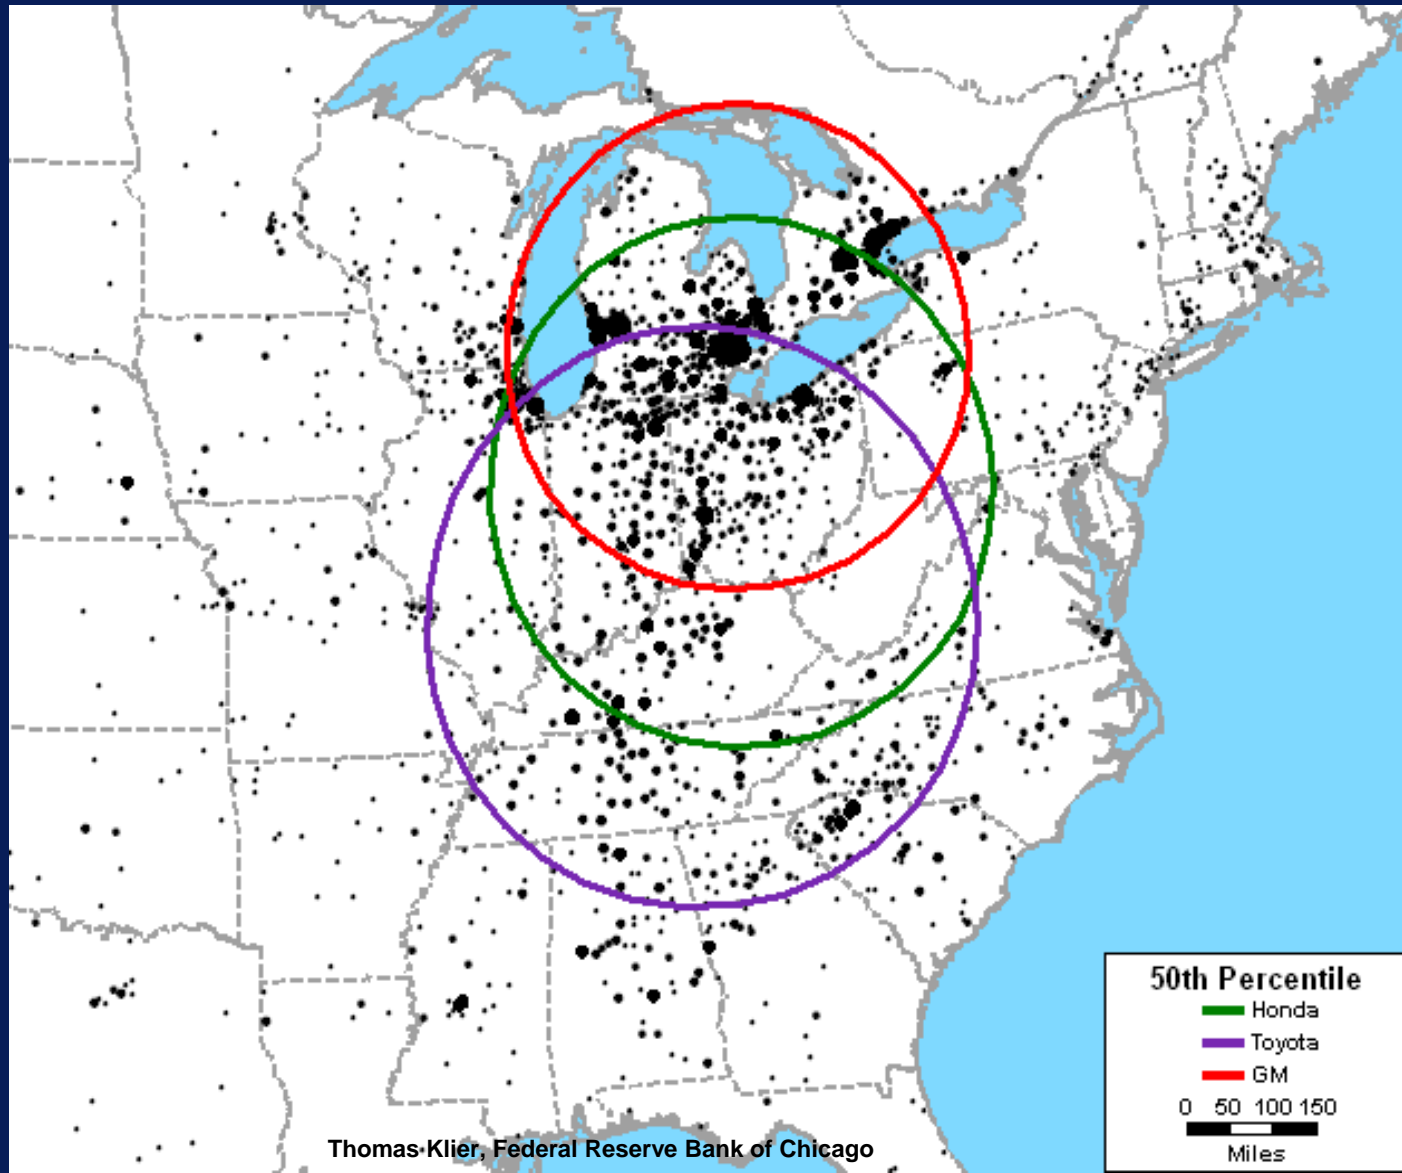 50th Percentile
Honda
Toyota
GM
0 50 100 150
Miles
Thomas Klier, Federal Reserve Bank of Chicago